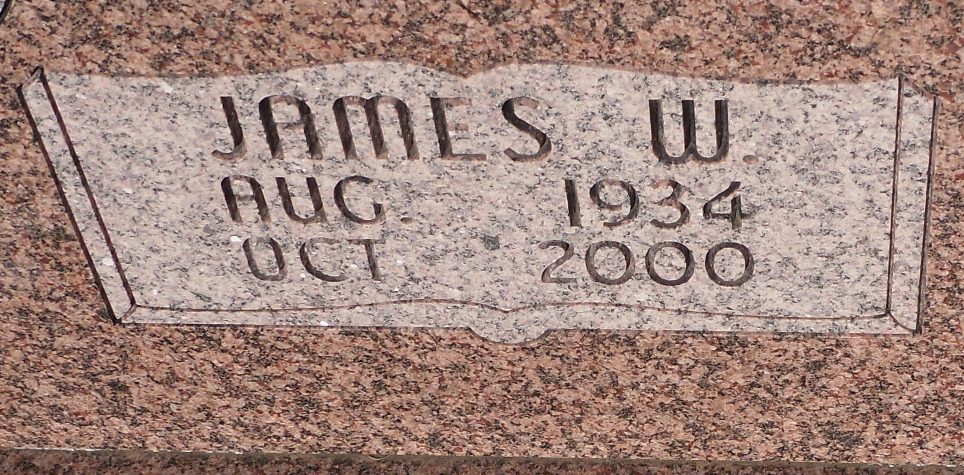 JAMES W.
AUG. 1934
OCT 2000